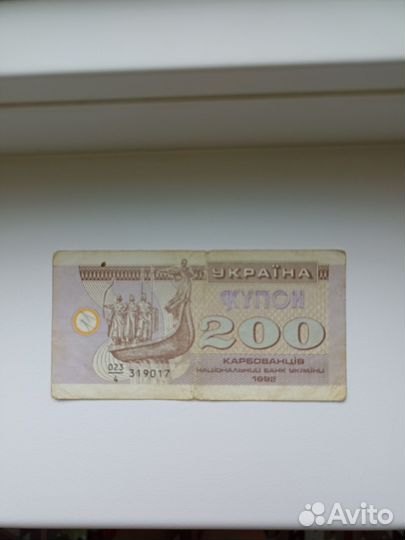 УКРАЇНА
КУПОН
200
КАРБОВАНЦІВ
НАЦІОНАЛЬНИЙ БАНК УКРАЇНИ
1992
023/4 319017
Avito